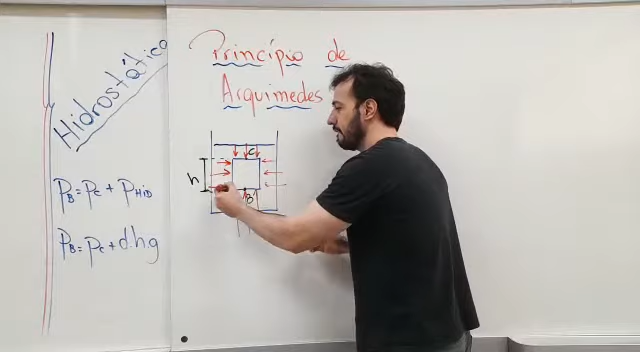 Hidrostática
Princípio de
Arquimedes
C
h
B
PB = PC + PHID
PB = PC + d.h.g